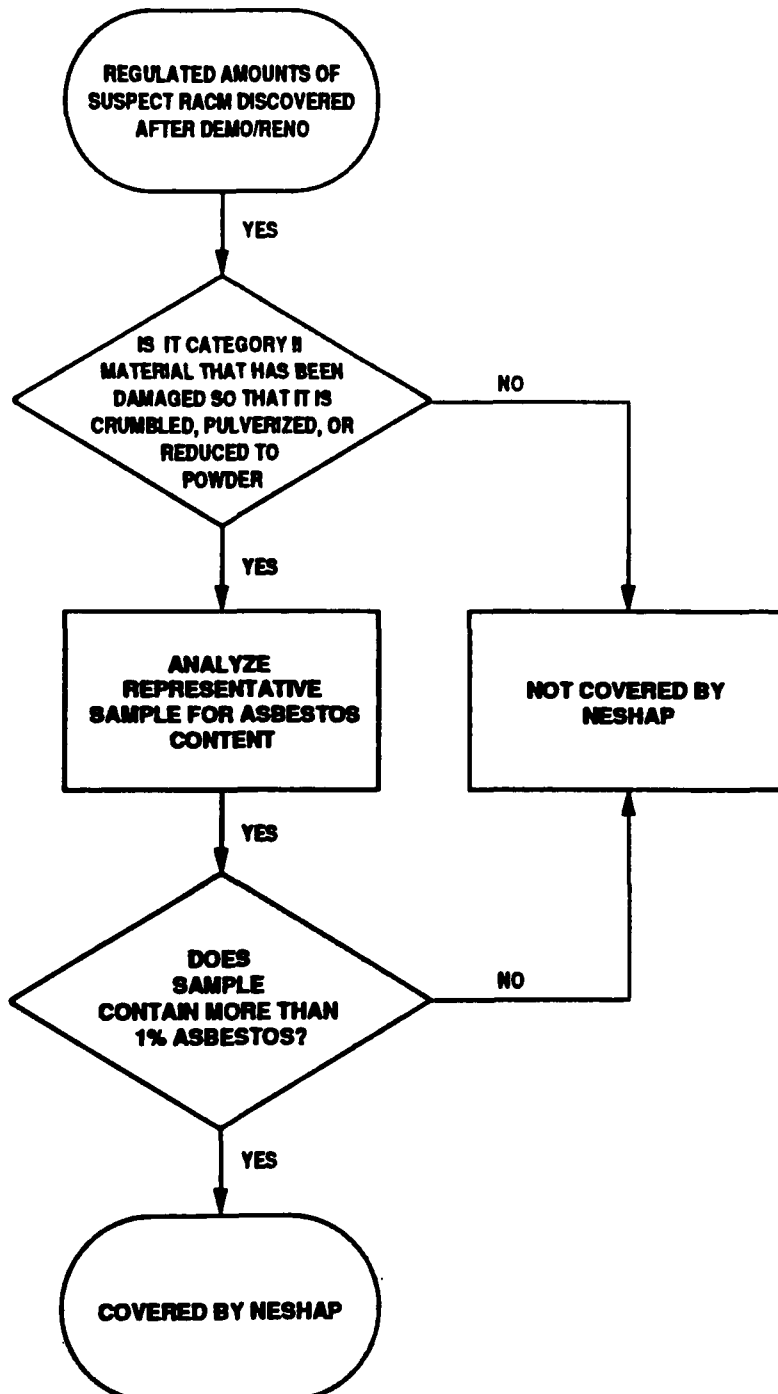 REGULATED AMOUNTS OF
SUSPECT RACM DISCOVERED
AFTER DEMO/RENO
YES
IS IT CATEGORY II
MATERIAL THAT HAS BEEN
DAMAGED SO THAT IT IS
CRUMBLED, PULVERIZED, OR
REDUCED TO
POWDER
NO
YES
ANALYZE
REPRESENTATIVE
SAMPLE FOR ASBESTOS
CONTENT
NOT COVERED BY
NESHAP
YES
DOES
SAMPLE
CONTAIN MORE THAN
1% ASBESTOS?
NO
YES
COVERED BY NESHAP